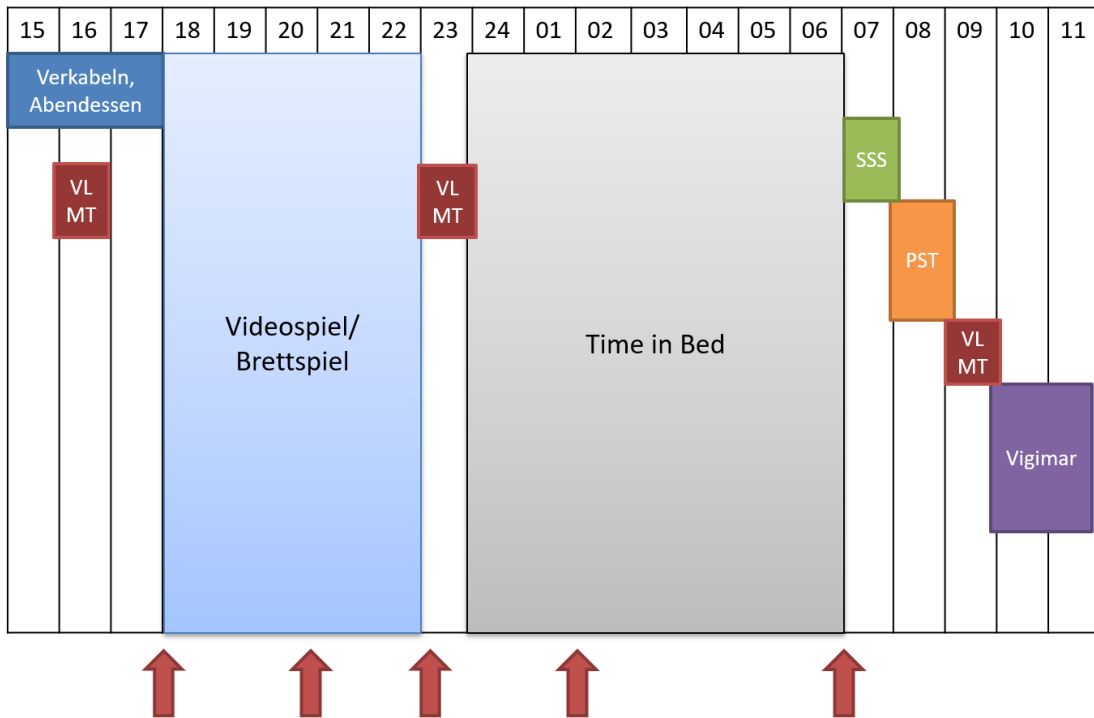 15 16 17 18 19 20 21 22 23 24 01 02 03 04 05 06 07 08 09 10 11
Verkabeln,
Abendessen
VL
MT
Videospiel/
Brettspiel
VL
MT
Time in Bed
SSS
PST
VL
MT
Vigimar